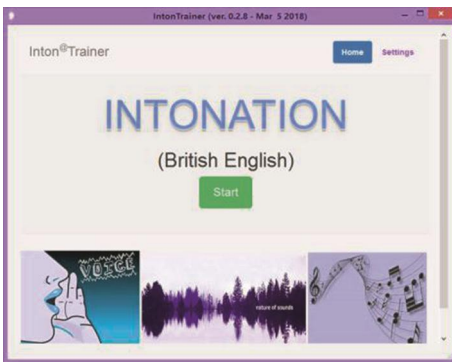 IntonTrainer (ver. 0.2.8 - Mar 5 2018)
Inton@Trainer
Home
Settings
INTONATION
(British English)
Start
VOICE
nature of sounds